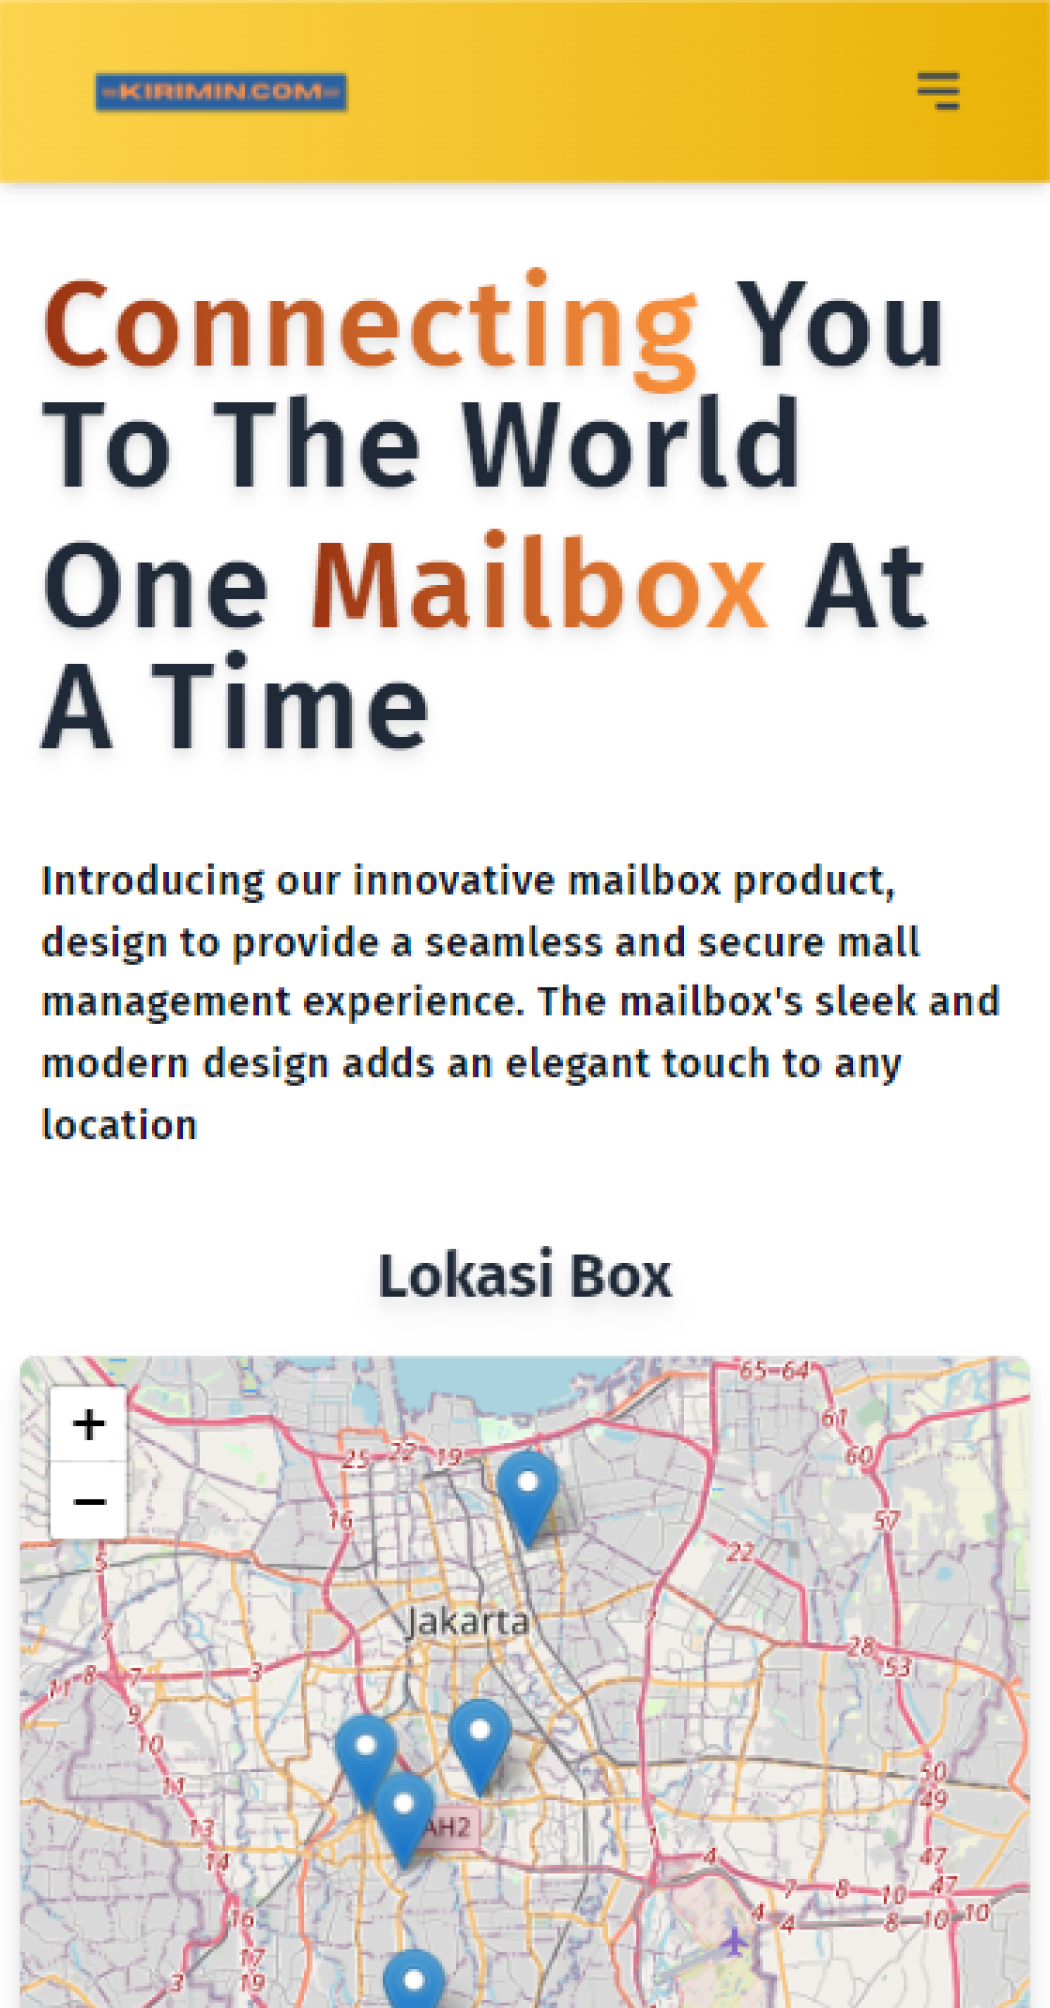 -KIRIMIN.COM-
Connecting You
To The World
One Mailbox At
A Time
Introducing our innovative mailbox product,
design to provide a seamless and secure mall
management experience. The mailbox's sleek and
modern design adds an elegant touch to any
location
Lokasi Box
65-64
+
61
25 22 19
60
−
16
57
22
5
Jakarta
7
7
28
53
8 7 3
9
10
50
14
49
13
AH2
1
14
4
47
7 8 10 47
16
4 4 8 10 10
17
3 19